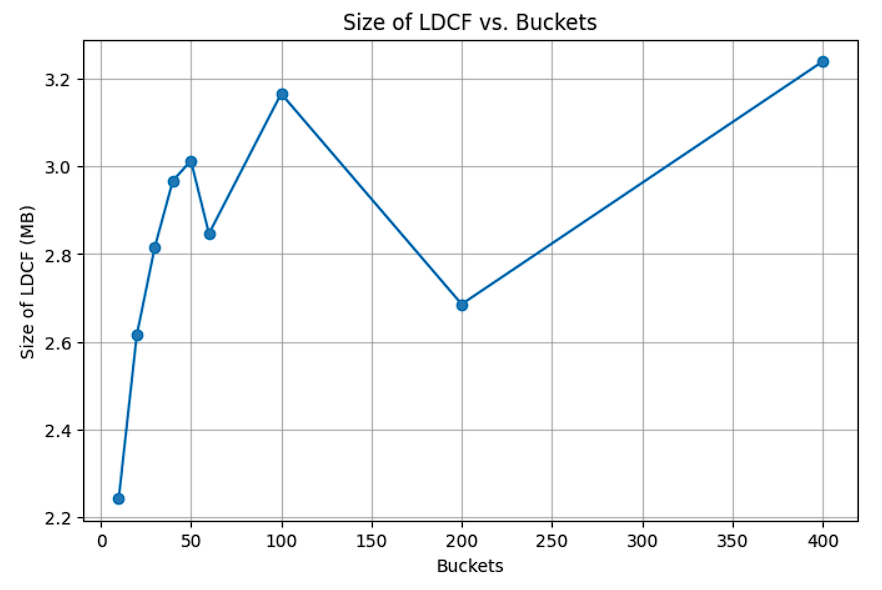 Size of LDCF vs. Buckets
Size of LDCF (MB)
3.2
3.0
2.8
2.6
2.4
2.2
0 50 100 150 200 250 300 350 400
Buckets